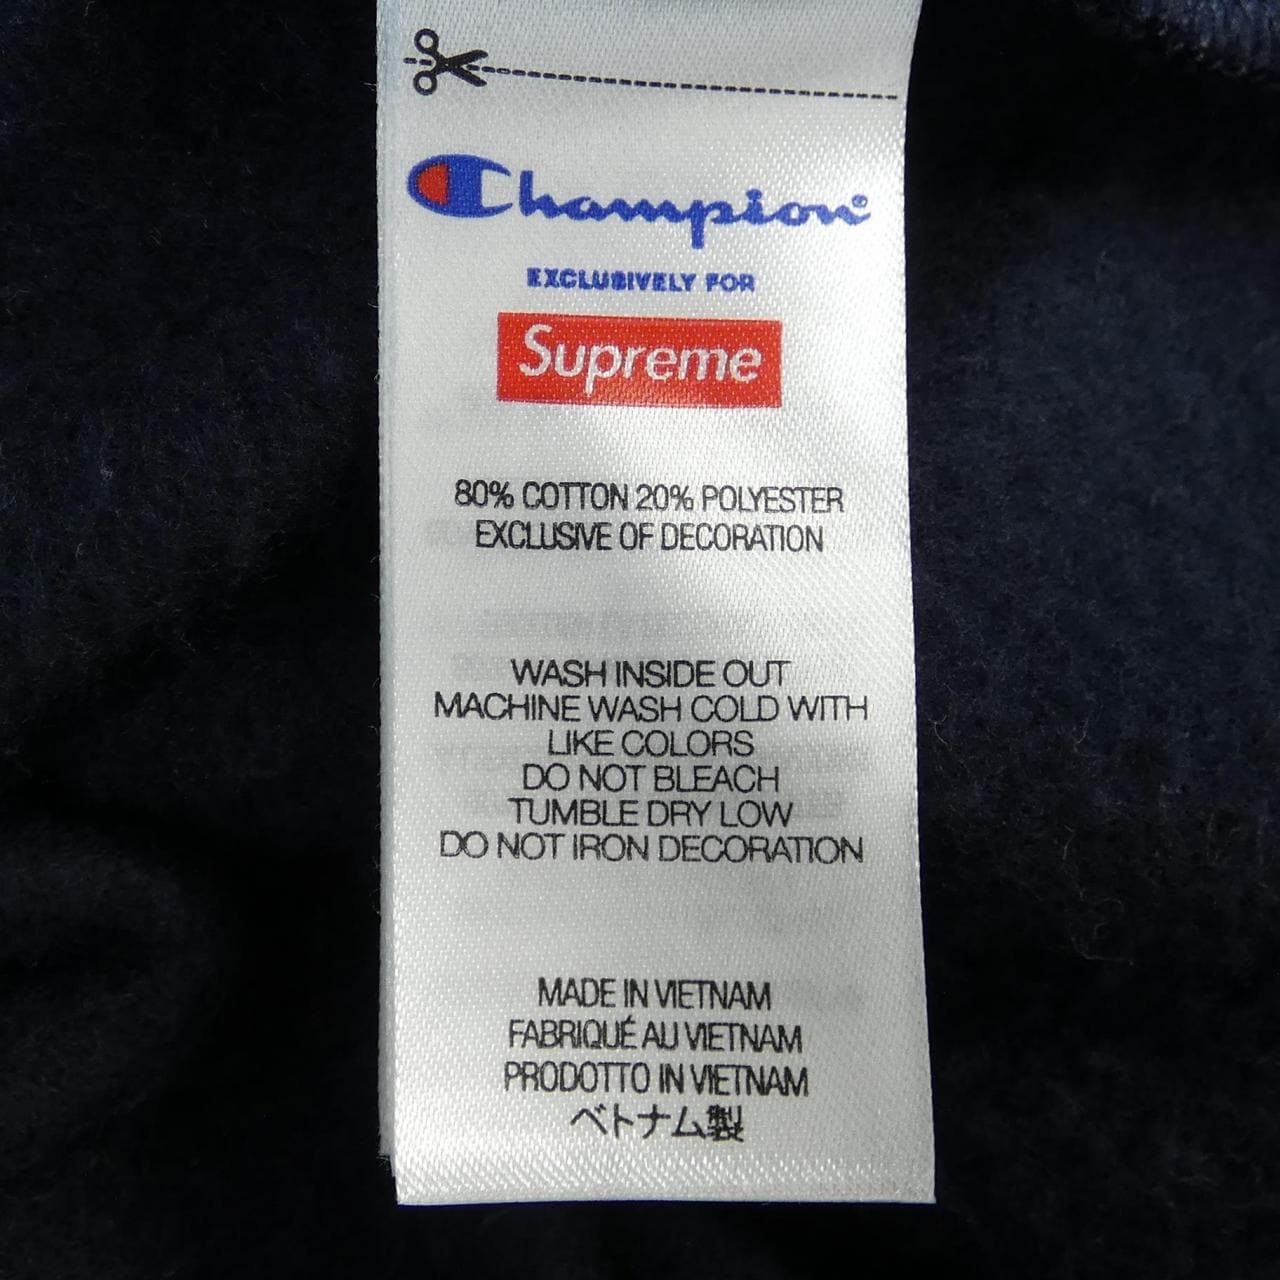 Champion
EXCLUSIVELY FOR
Supreme
80% COTTON 20% POLYESTER
EXCLUSIVE OF DECORATION
WASH INSIDE OUT
MACHINE WASH COLD WITH
LIKE COLORS
DO NOT BLEACH
TUMBLE DRY LOW
DO NOT IRON DECORATION
MADE IN VIETNAM
FABRIQUÉ AU VIETNAM
PRODOTTO IN VIETNAM
ベトナム製